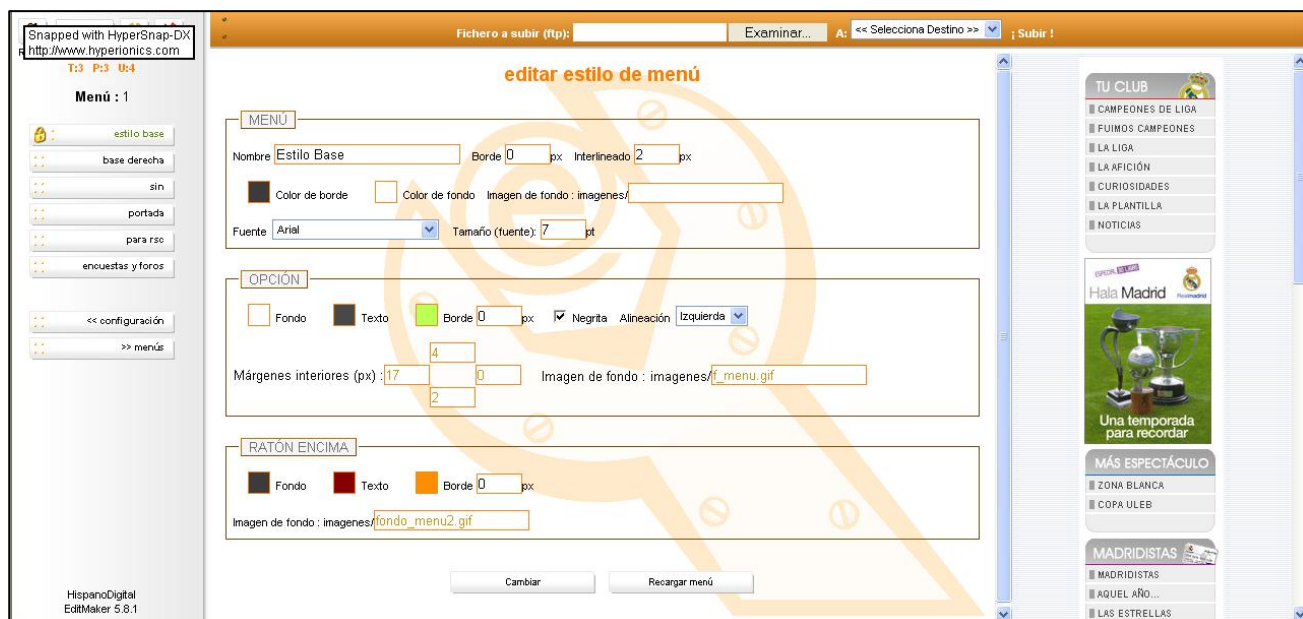 Snapped with HyperSnap-DX
http://www.hyperionics.com
T:3 P:3 U:4
Menú : 1
estilo base
base derecha
sin
portada
para rsc
encuestas y foros
<< configuración
>> menús
HispanoDigital
EditMaker 5.8.1
Fichero a subir (ftp): Examinar... A: << Selecciona Destino >> ¡ Subir !
editar estilo de menú
MENÚ
Nombre Estilo Base Borde 0 px Interlineado 2 px
Color de borde Color de fondo Imagen de fondo : imagenes/
Fuente Arial Tamaño (fuente): 7 pt
OPCIÓN
Fondo Texto Borde 0 px Negrita Alineación Izquierda
4
Márgenes interiores (px) : 17 0 Imagen de fondo : imagenes/f_menu.gif
2
RATÓN ENCIMA
Fondo Texto Borde 0 px
Imagen de fondo : imagenes/fondo_menu2.gif
Cambiar Recargar menú
TU CLUB
CAMPEONES DE LIGA
FUIMOS CAMPEONES
LA LIGA
LA AFICIÓN
CURIOSIDADES
LA PLANTILLA
NOTICIAS
ESPECIAL
Hala Madrid
Realmadrid
Una temporada
para recordar
MÁS ESPECTÁCULO
ZONA BLANCA
COPA ULEB
MADRIDISTAS
MADRIDISTAS
AQUEL AÑO...
LAS ESTRELLAS